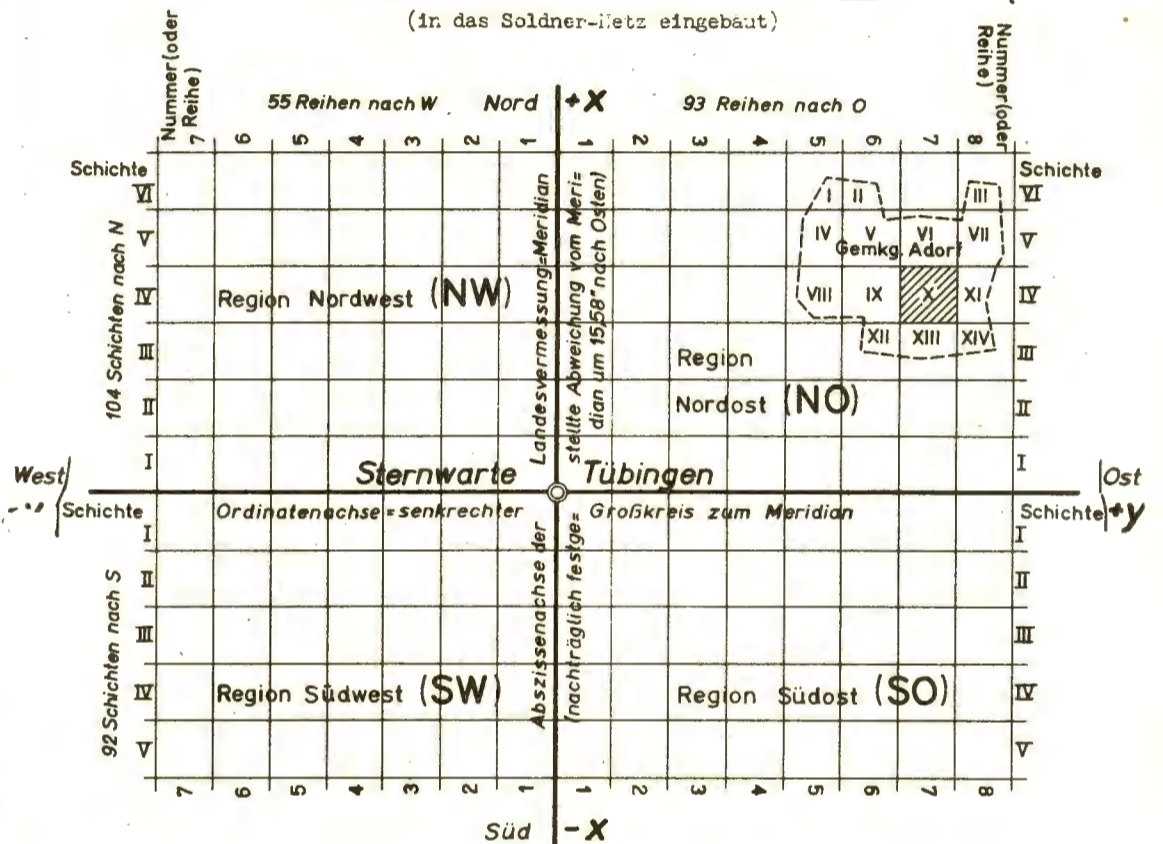 (in das Soldner-Netz eingebaut)
Nummer (oder
Reihe)
55 Reihen nach W
Nord
+X
93 Reihen nach O
Nummer (oder
Reihe)
7 6 5 4 3 2 1 1 2 3 4 5 6 7 8
Schichte
Schichte
VI
I II III
VI
V
IV V VI VII
Gemkg. Adorf
V
IV
Region Nordwest (NW)
VIII IX X XI
IV
III
XII XIII XIV
III
Region
II
Nordost (NO)
II
I
I
104 Schichten nach N
Landesvermessung=Meridian
stellte Abweichung vom Meri=
dian um 15,58" nach Osten)
West
Sternwarte Tübingen
Ost
Schichte
Ordinatenachse=senkrechter Großkreis zum Meridian
Schichte
+y
I
I
II
II
III
III
IV
Region Südwest (SW)
Region Südost (SO)
IV
V
V
92 Schichten nach S
Abszissenachse der
(nachträglich festge=
7 6 5 4 3 2 1 1 2 3 4 5 6 7 8
Süd
-X